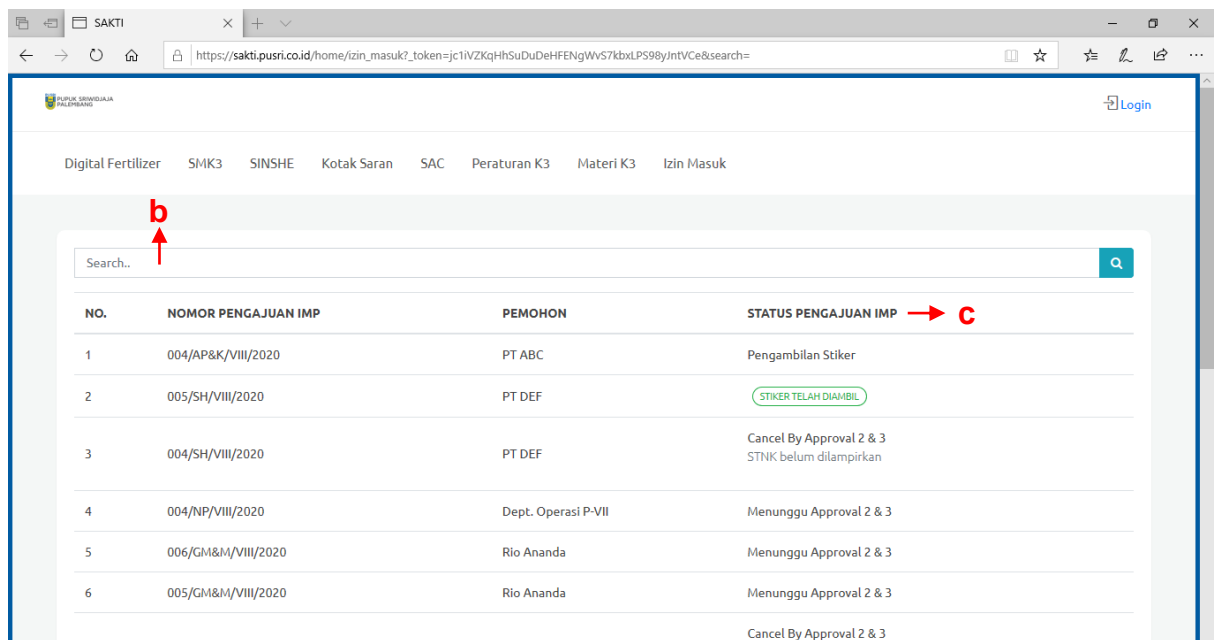 SAKTI
https://sakti.pusri.co.id/home/izin_masuk?_token=jc1iVZKqHhSuDuDeHFENgWvS7kbxLPS98yJntVCe&search=
PUPUK SRIWIDJAJA
PALEMBANG
Login
Digital Fertilizer SMK3 SINSHE Kotak Saran SAC Peraturan K3 Materi K3 Izin Masuk
b
Search..
NO. NOMOR PENGAJUAN IMP PEMOHON STATUS PENGAJUAN IMP c
1 004/AP&K/VIII/2020 PT ABC Pengambilan Stiker
2 005/SH/VIII/2020 PT DEF STIKER TELAH DIAMBIL
3 004/SH/VIII/2020 PT DEF Cancel By Approval 2 & 3
STNK belum dilampirkan
4 004/NP/VIII/2020 Dept. Operasi P-VII Menunggu Approval 2 & 3
5 006/GM&M/VIII/2020 Rio Ananda Menunggu Approval 2 & 3
6 005/GM&M/VIII/2020 Rio Ananda Menunggu Approval 2 & 3
Cancel By Approval 2 & 3